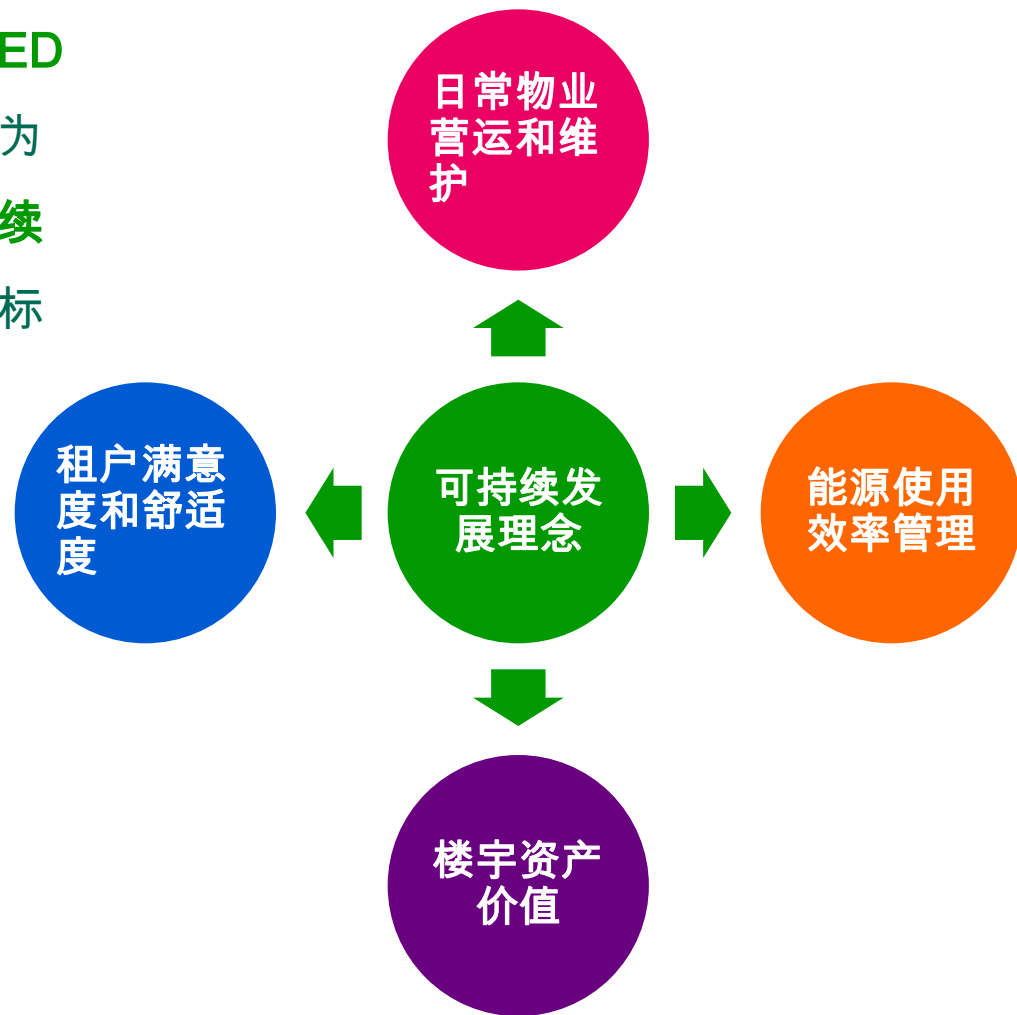 ED
为
续
标
日常物业
营运和维
护
租户满意
度和舒适
度
可持续发
展理念
能源使用
效率管理
楼宇资产
价值